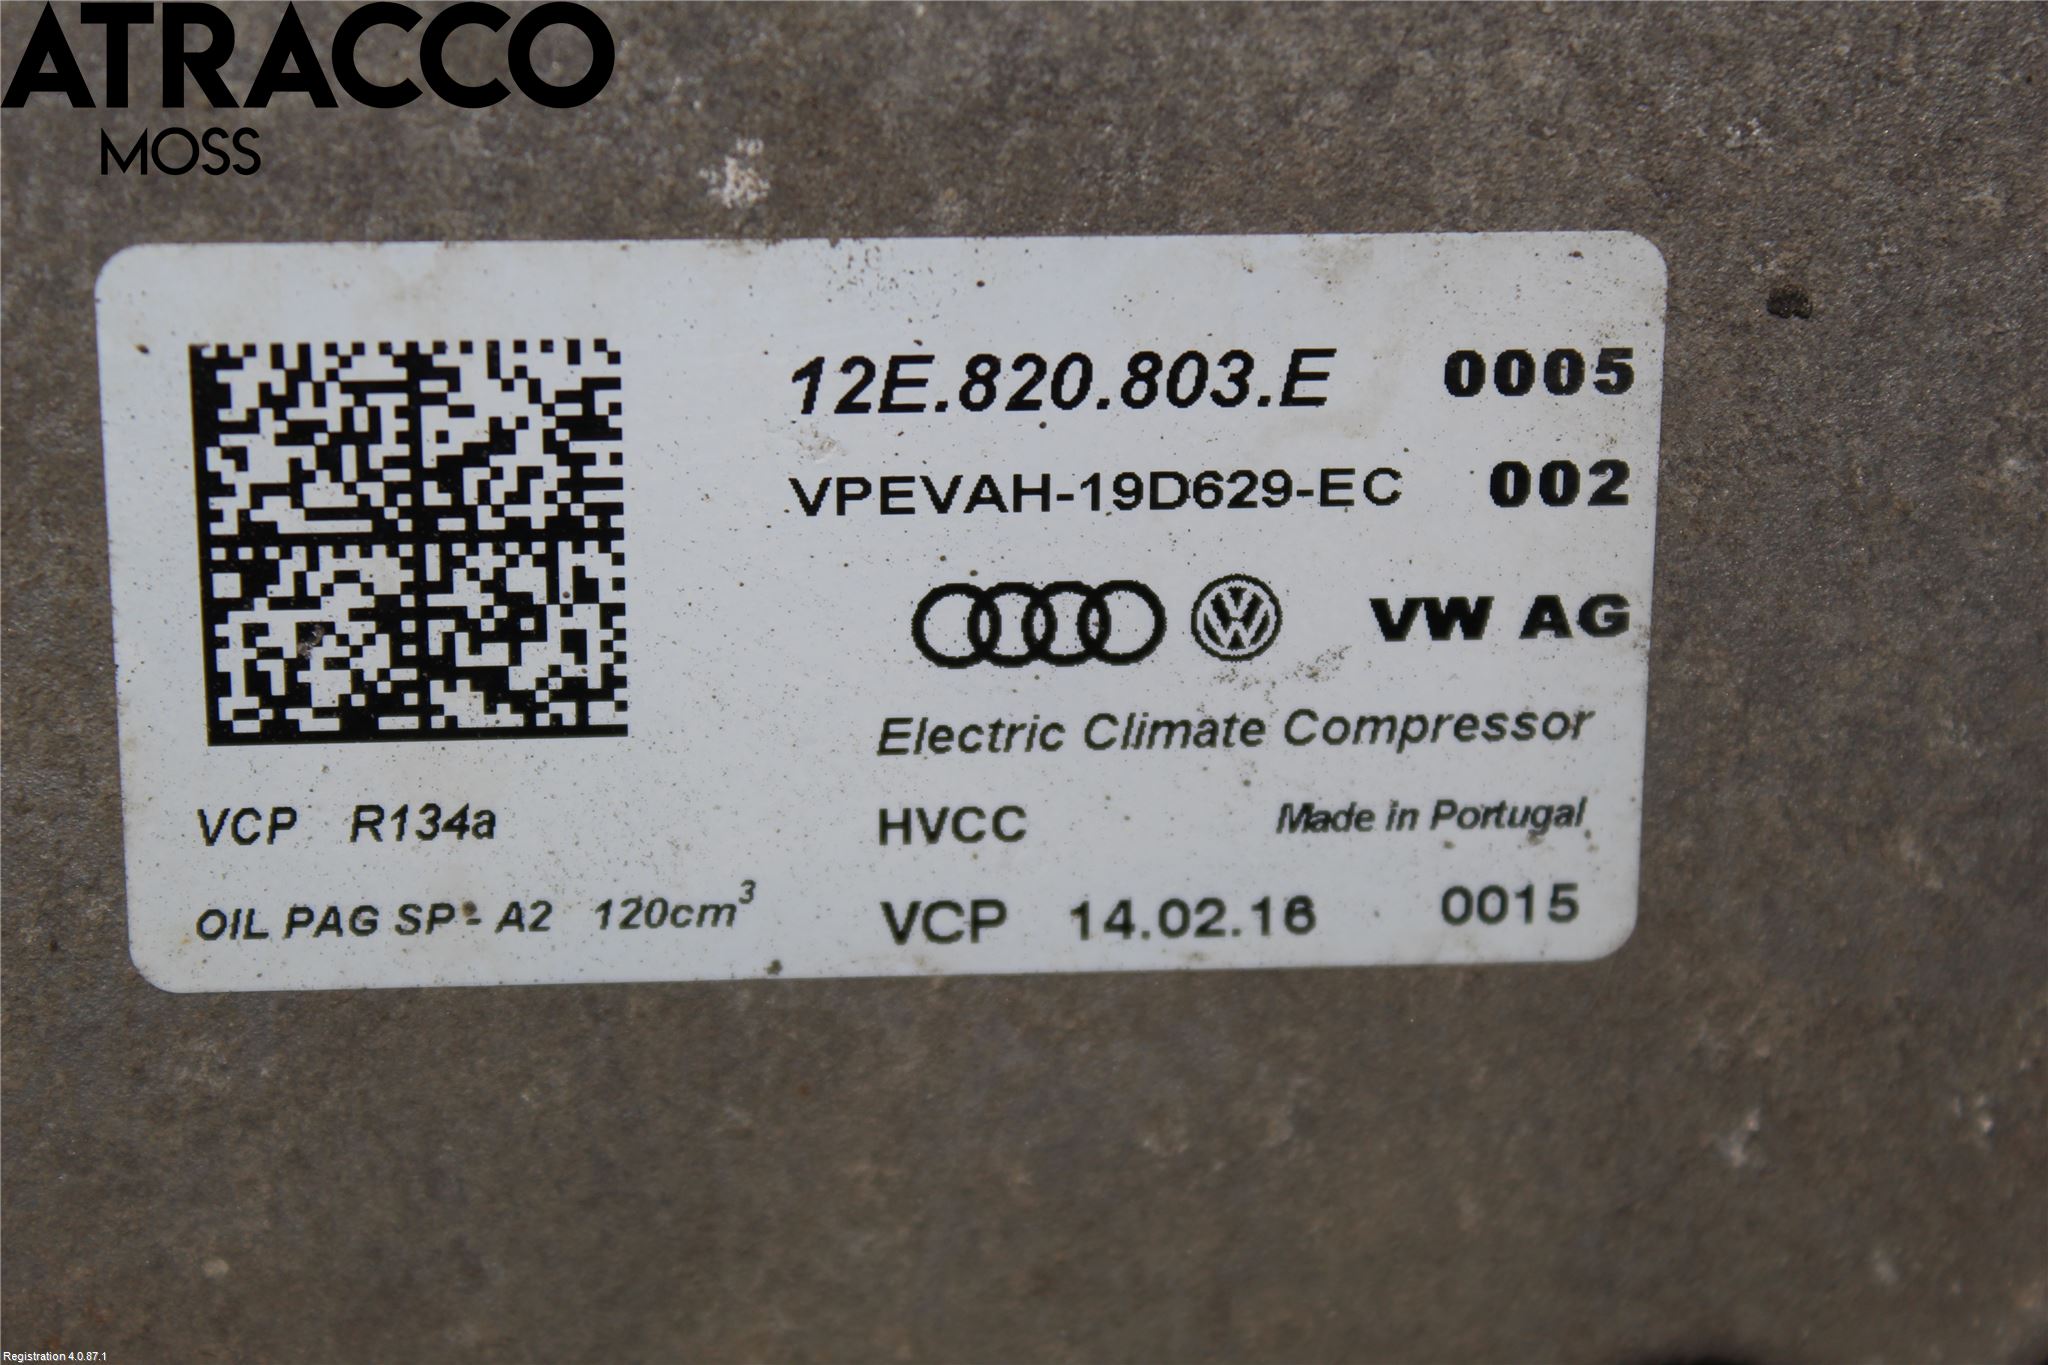 ATRACCO
MOSS
12E.820.803.E 0005
VPEVAH-19D629-EC 002
VW AG
Electric Climate Compressor
VCP R134a HVCC Made in Portugal
OIL PAG SP - A2 120cm³ VCP 14.02.16 0015
Registration 4.0.87.1